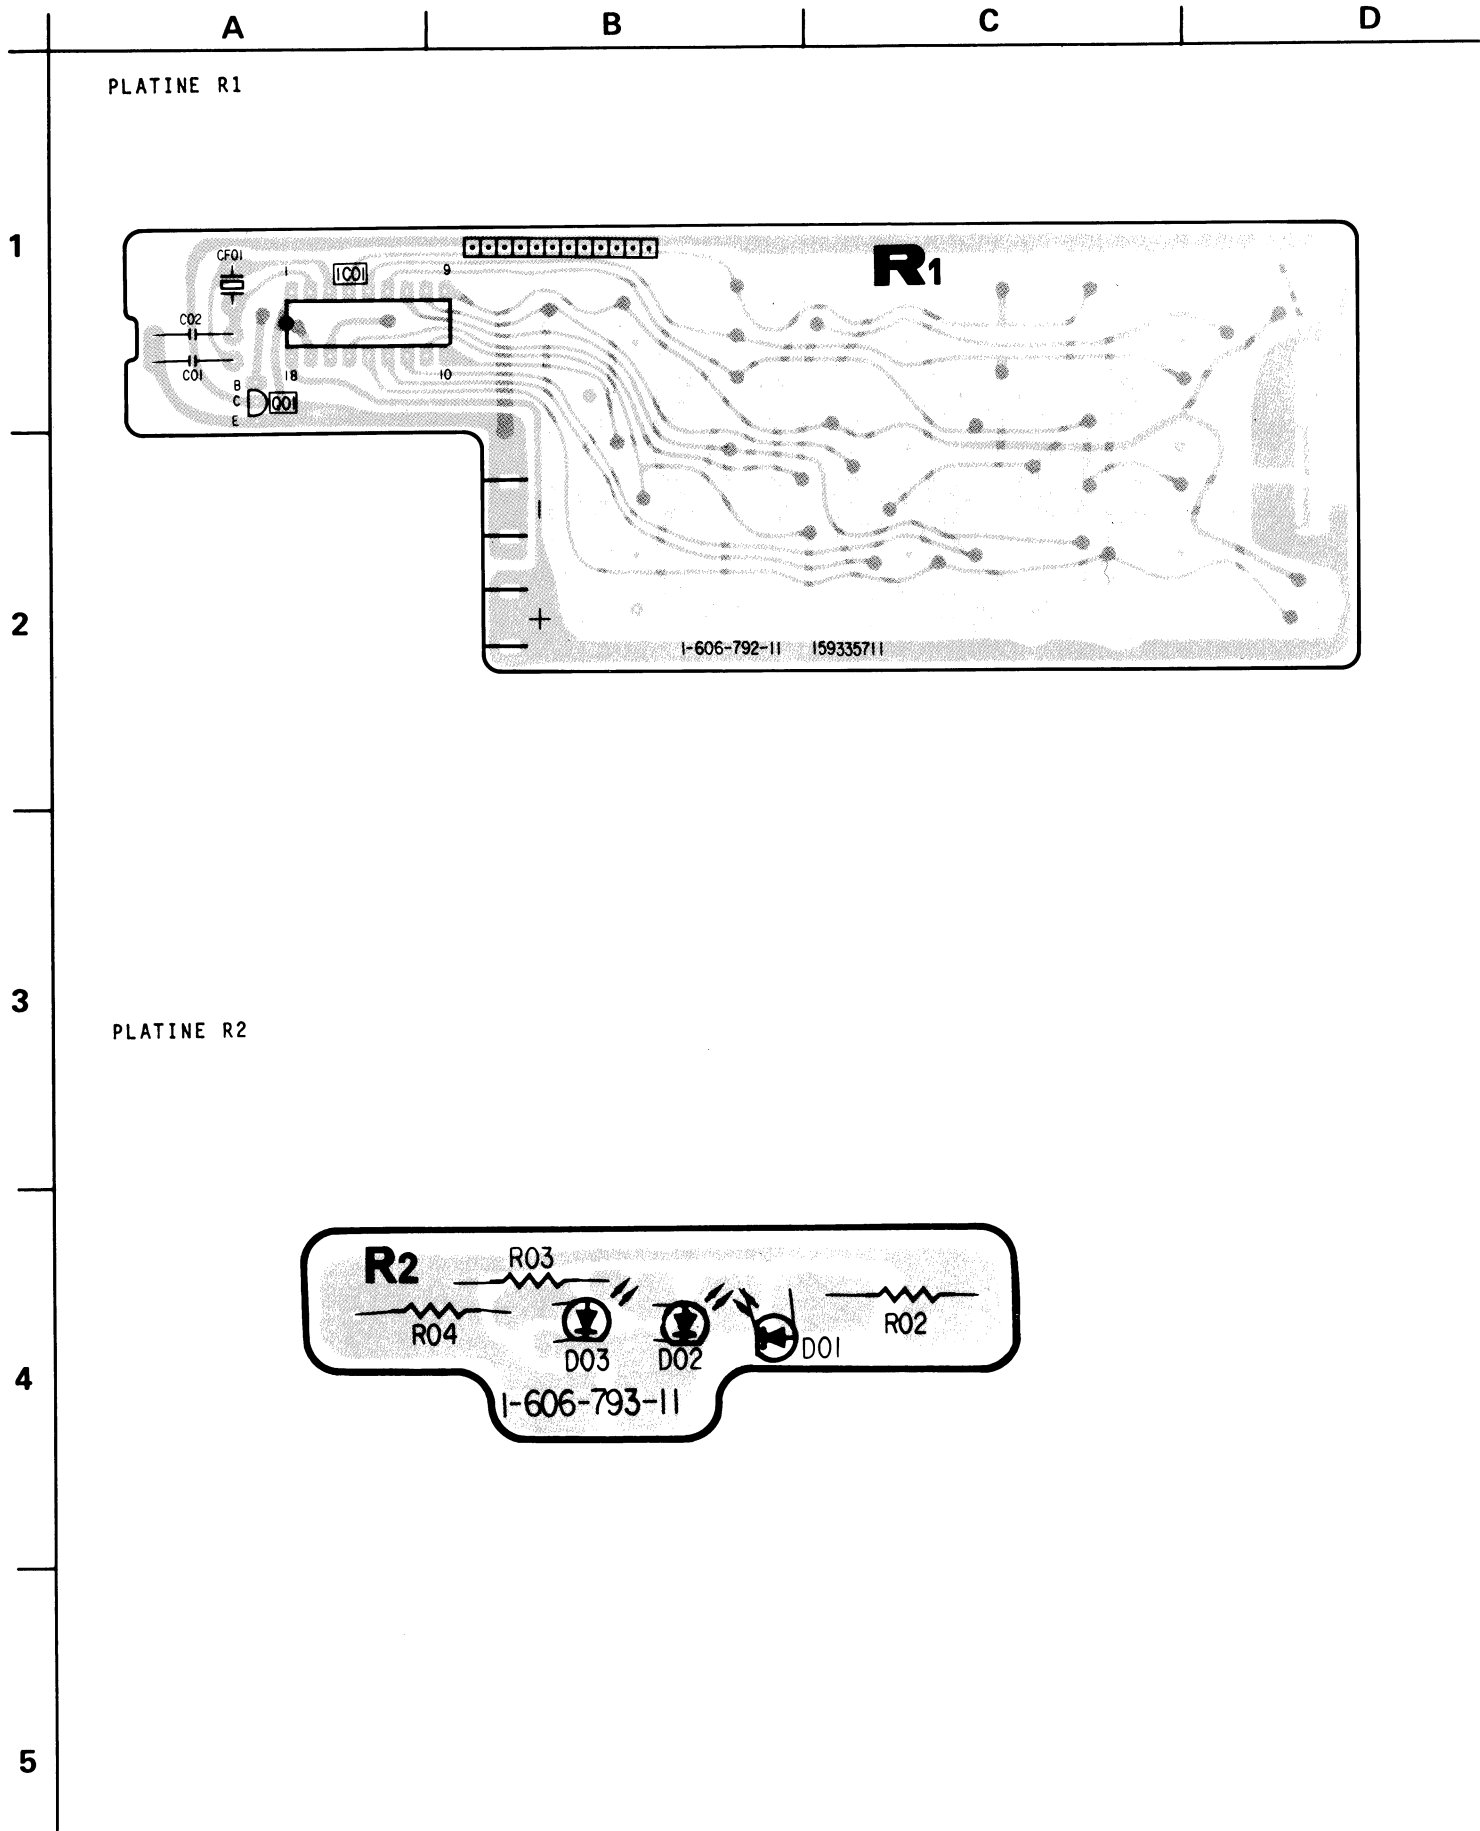 A B C D
PLATINE R1
1
R1
CF01
1
IC01
9
C02
C01
B
18
10
C
Q01
E
2
1-606-792-11 159335711
3
PLATINE R2
R2
R03
R04
R02
D03 D02 D01
4
1-606-793-11
5